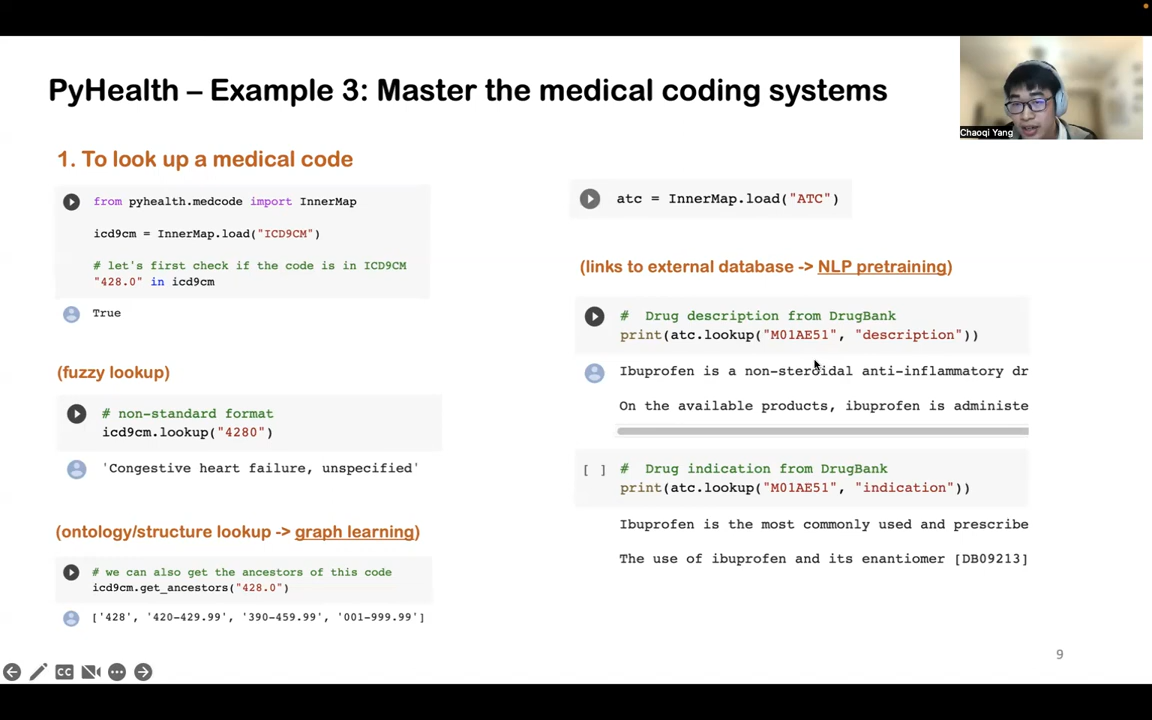 PyHealth – Example 3: Master the medical coding systems
Chaoqi Yang
1. To look up a medical code
from pyhealth.medcode import InnerMap
icd9cm = InnerMap.load("ICD9CM")
# let's first check if the code is in ICD9CM
"428.0" in icd9cm
True
(fuzzy lookup)
# non-standard format
icd9cm.lookup("4280")
'Congestive heart failure, unspecified'
(ontology/structure lookup -> graph learning)
# we can also get the ancestors of this code
icd9cm.get_ancestors("428.0")
['428', '420-429.99', '390-459.99', '001-999.99']
atc = InnerMap.load("ATC")
(links to external database -> NLP pretraining)
# Drug description from DrugBank
print(atc.lookup("M01AE51", "description"))
Ibuprofen is a non-steroidal anti-inflammatory dr
On the available products, ibuprofen is administe
[ ] # Drug indication from DrugBank
print(atc.lookup("M01AE51", "indication"))
Ibuprofen is the most commonly used and prescribe
The use of ibuprofen and its enantiomer [DB09213]
9
CC